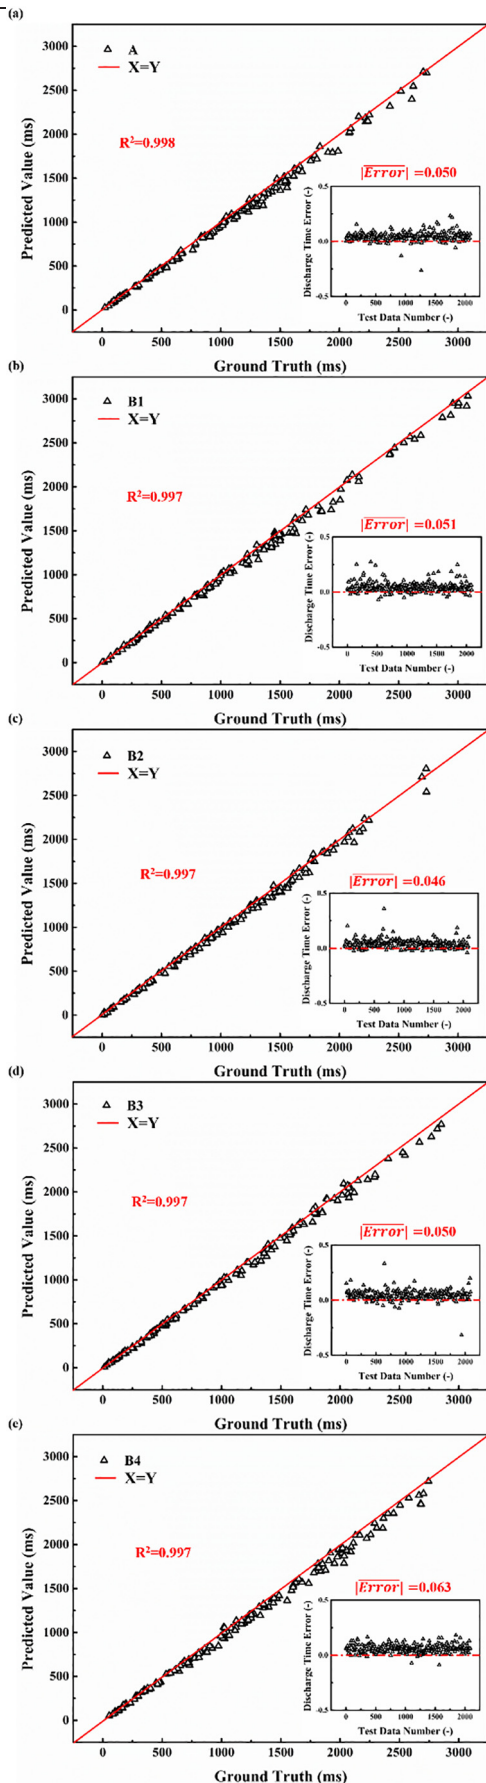 (a)
A
X=Y
R²=0.998
|Error| =0.050
Discharge Time Error (-)
0.5
0.0
-0.5
0 500 1000 1500 2000
Test Data Number (-)
Predicted Value (ms)
3000
2500
2000
1500
1000
500
0
0 500 1000 1500 2000 2500 3000
Ground Truth (ms)
(b)
B1
X=Y
R²=0.997
|Error| =0.051
Discharge Time Error (-)
0.5
0.0
-0.5
0 500 1000 1500 2000
Test Data Number (-)
Predicted Value (ms)
3000
2500
2000
1500
1000
500
0
0 500 1000 1500 2000 2500 3000
Ground Truth (ms)
(c)
B2
X=Y
R²=0.997
|Error| =0.046
Discharge Time Error (-)
0.5
0.0
-0.5
0 500 1000 1500 2000
Test Data Number (-)
Predicted Value (ms)
3000
2500
2000
1500
1000
500
0
0 500 1000 1500 2000 2500 3000
Ground Truth (ms)
(d)
B3
X=Y
R²=0.997
|Error| =0.050
Discharge Time Error (-)
0.5
0.0
-0.5
0 500 1000 1500 2000
Test Data Number (-)
Predicted Value (ms)
3000
2500
2000
1500
1000
500
0
0 500 1000 1500 2000 2500 3000
Ground Truth (ms)
(e)
B4
X=Y
R²=0.997
|Error| =0.063
Discharge Time Error (-)
0.5
0.0
-0.5
0 500 1000 1500 2000
Test Data Number (-)
Predicted Value (ms)
3000
2500
2000
1500
1000
500
0
0 500 1000 1500 2000 2500 3000
Ground Truth (ms)